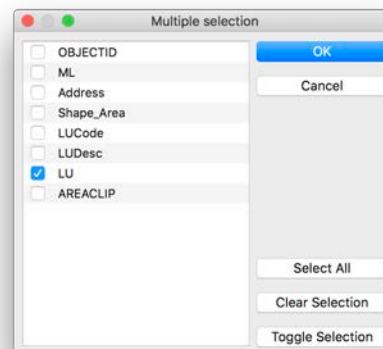 Multiple selection
OBJECTID
ML
Address
Shape_Area
LUCode
LUDesc
LU
AREACLIP
OK
Cancel
Select All
Clear Selection
Toggle Selection